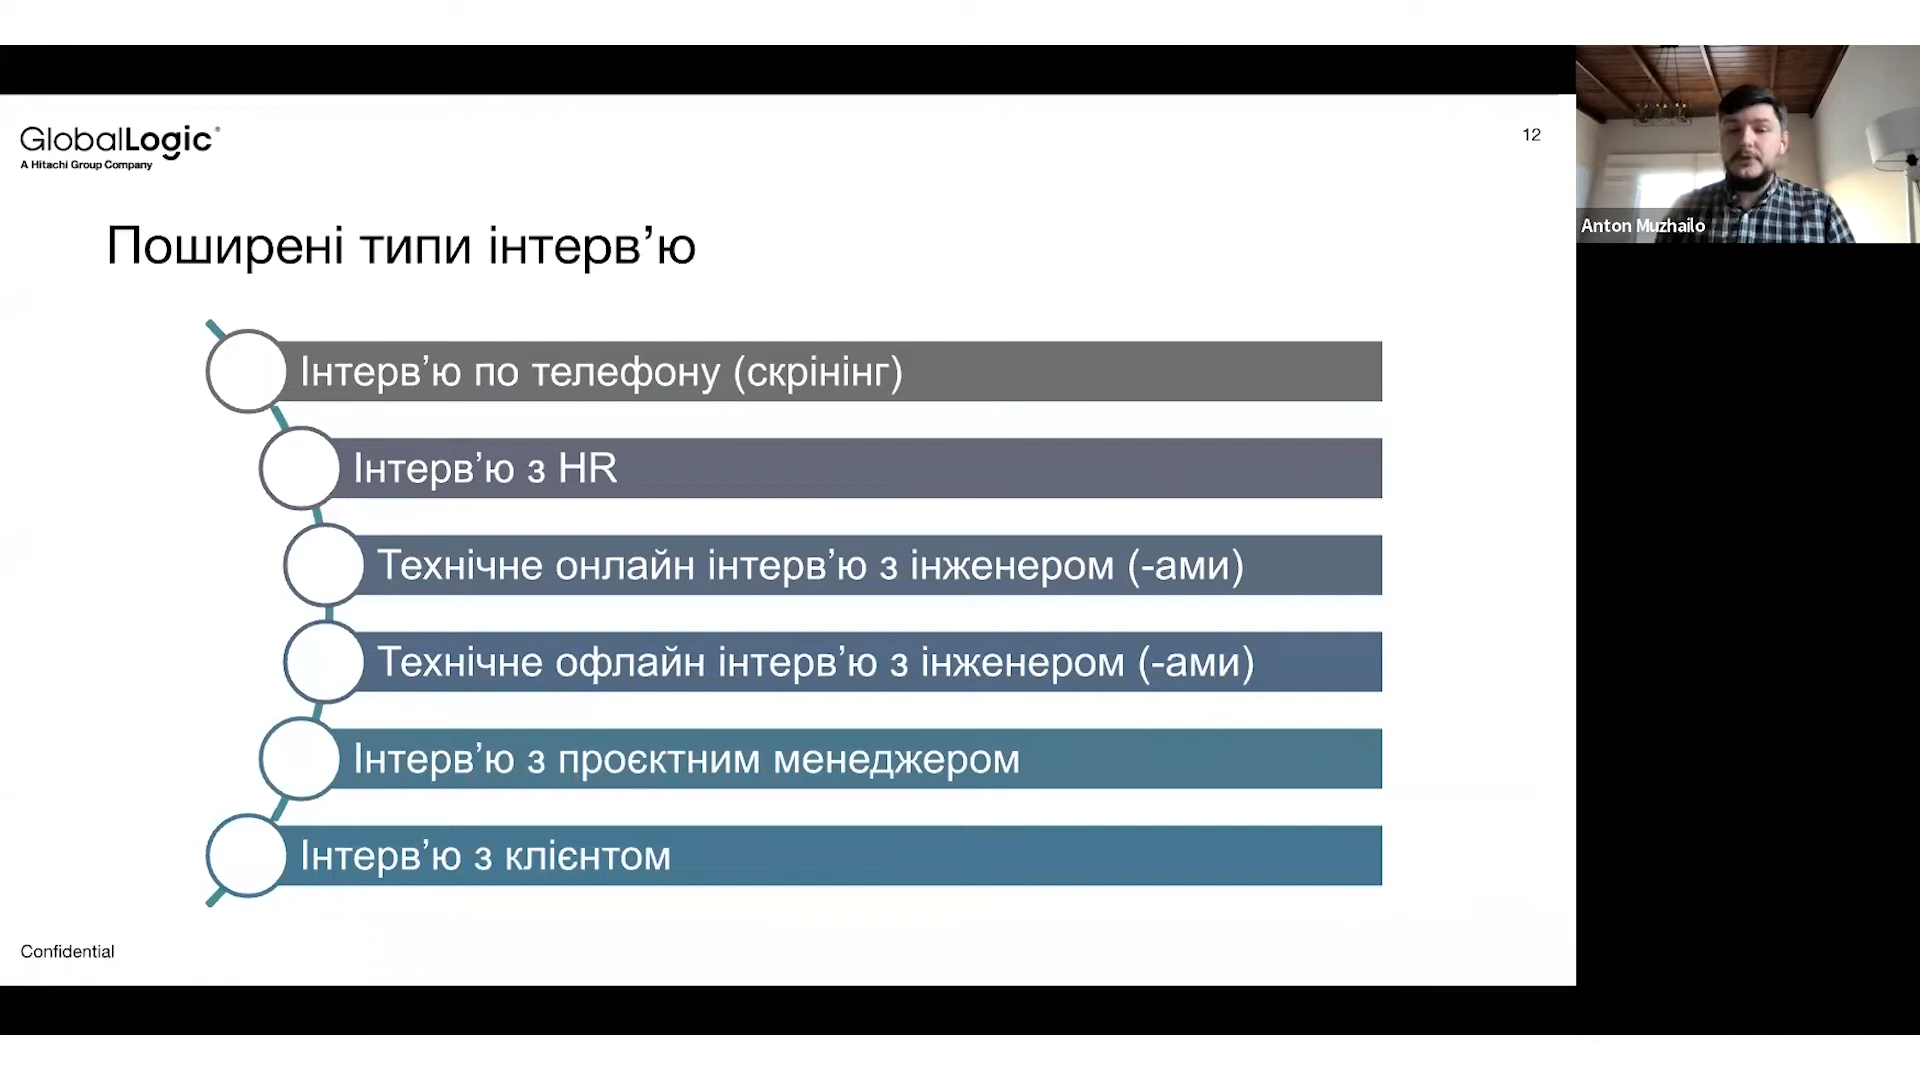 GlobalLogic®
A Hitachi Group Company
12
Anton Muzhailo
Поширені типи інтерв’ю
Інтерв’ю по телефону (скрінінг)
Інтерв’ю з HR
Технічне онлайн інтерв’ю з інженером (-ами)
Технічне офлайн інтерв’ю з інженером (-ами)
Інтерв’ю з проєктним менеджером
Інтерв’ю з клієнтом
Confidential